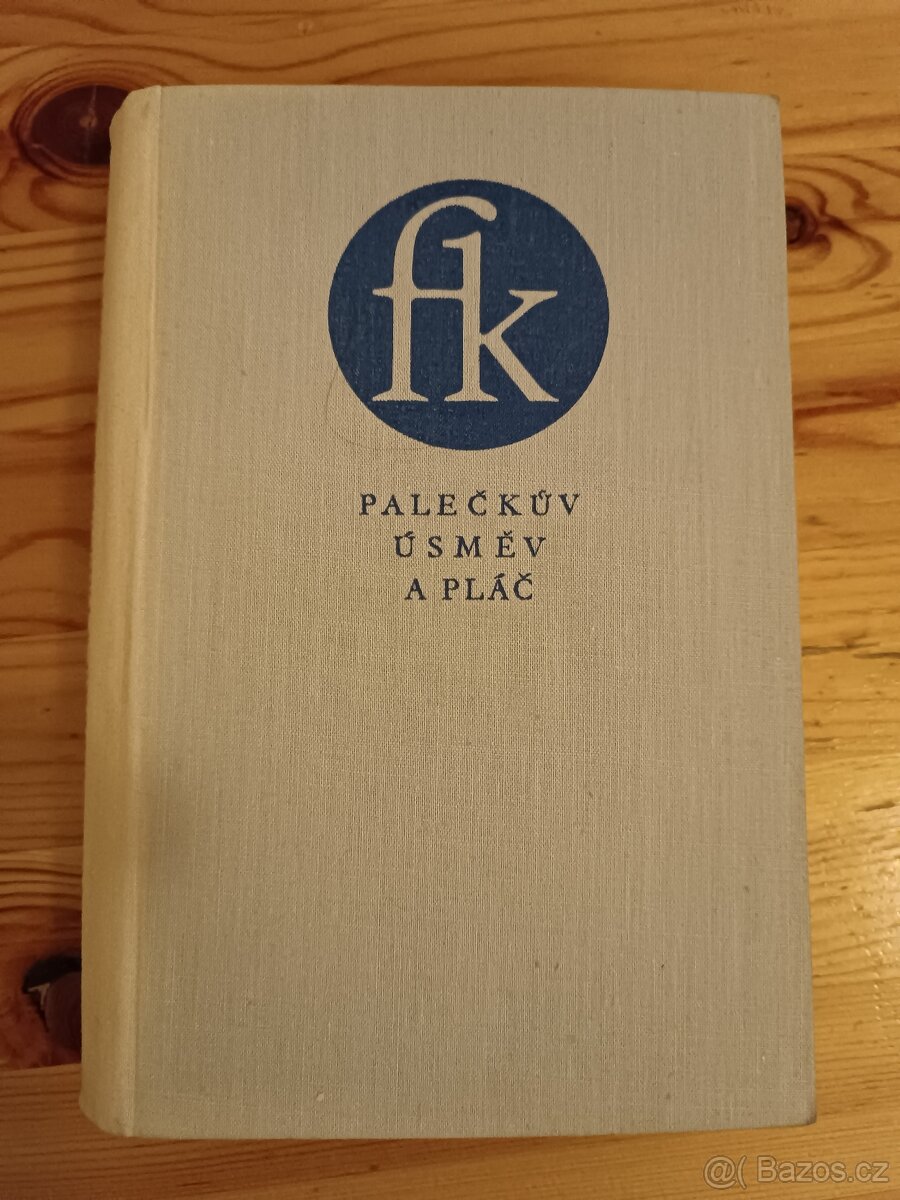 fk
PALEČKŮV
ÚSMĚV
A PLÁČ
@( Bazos.cz